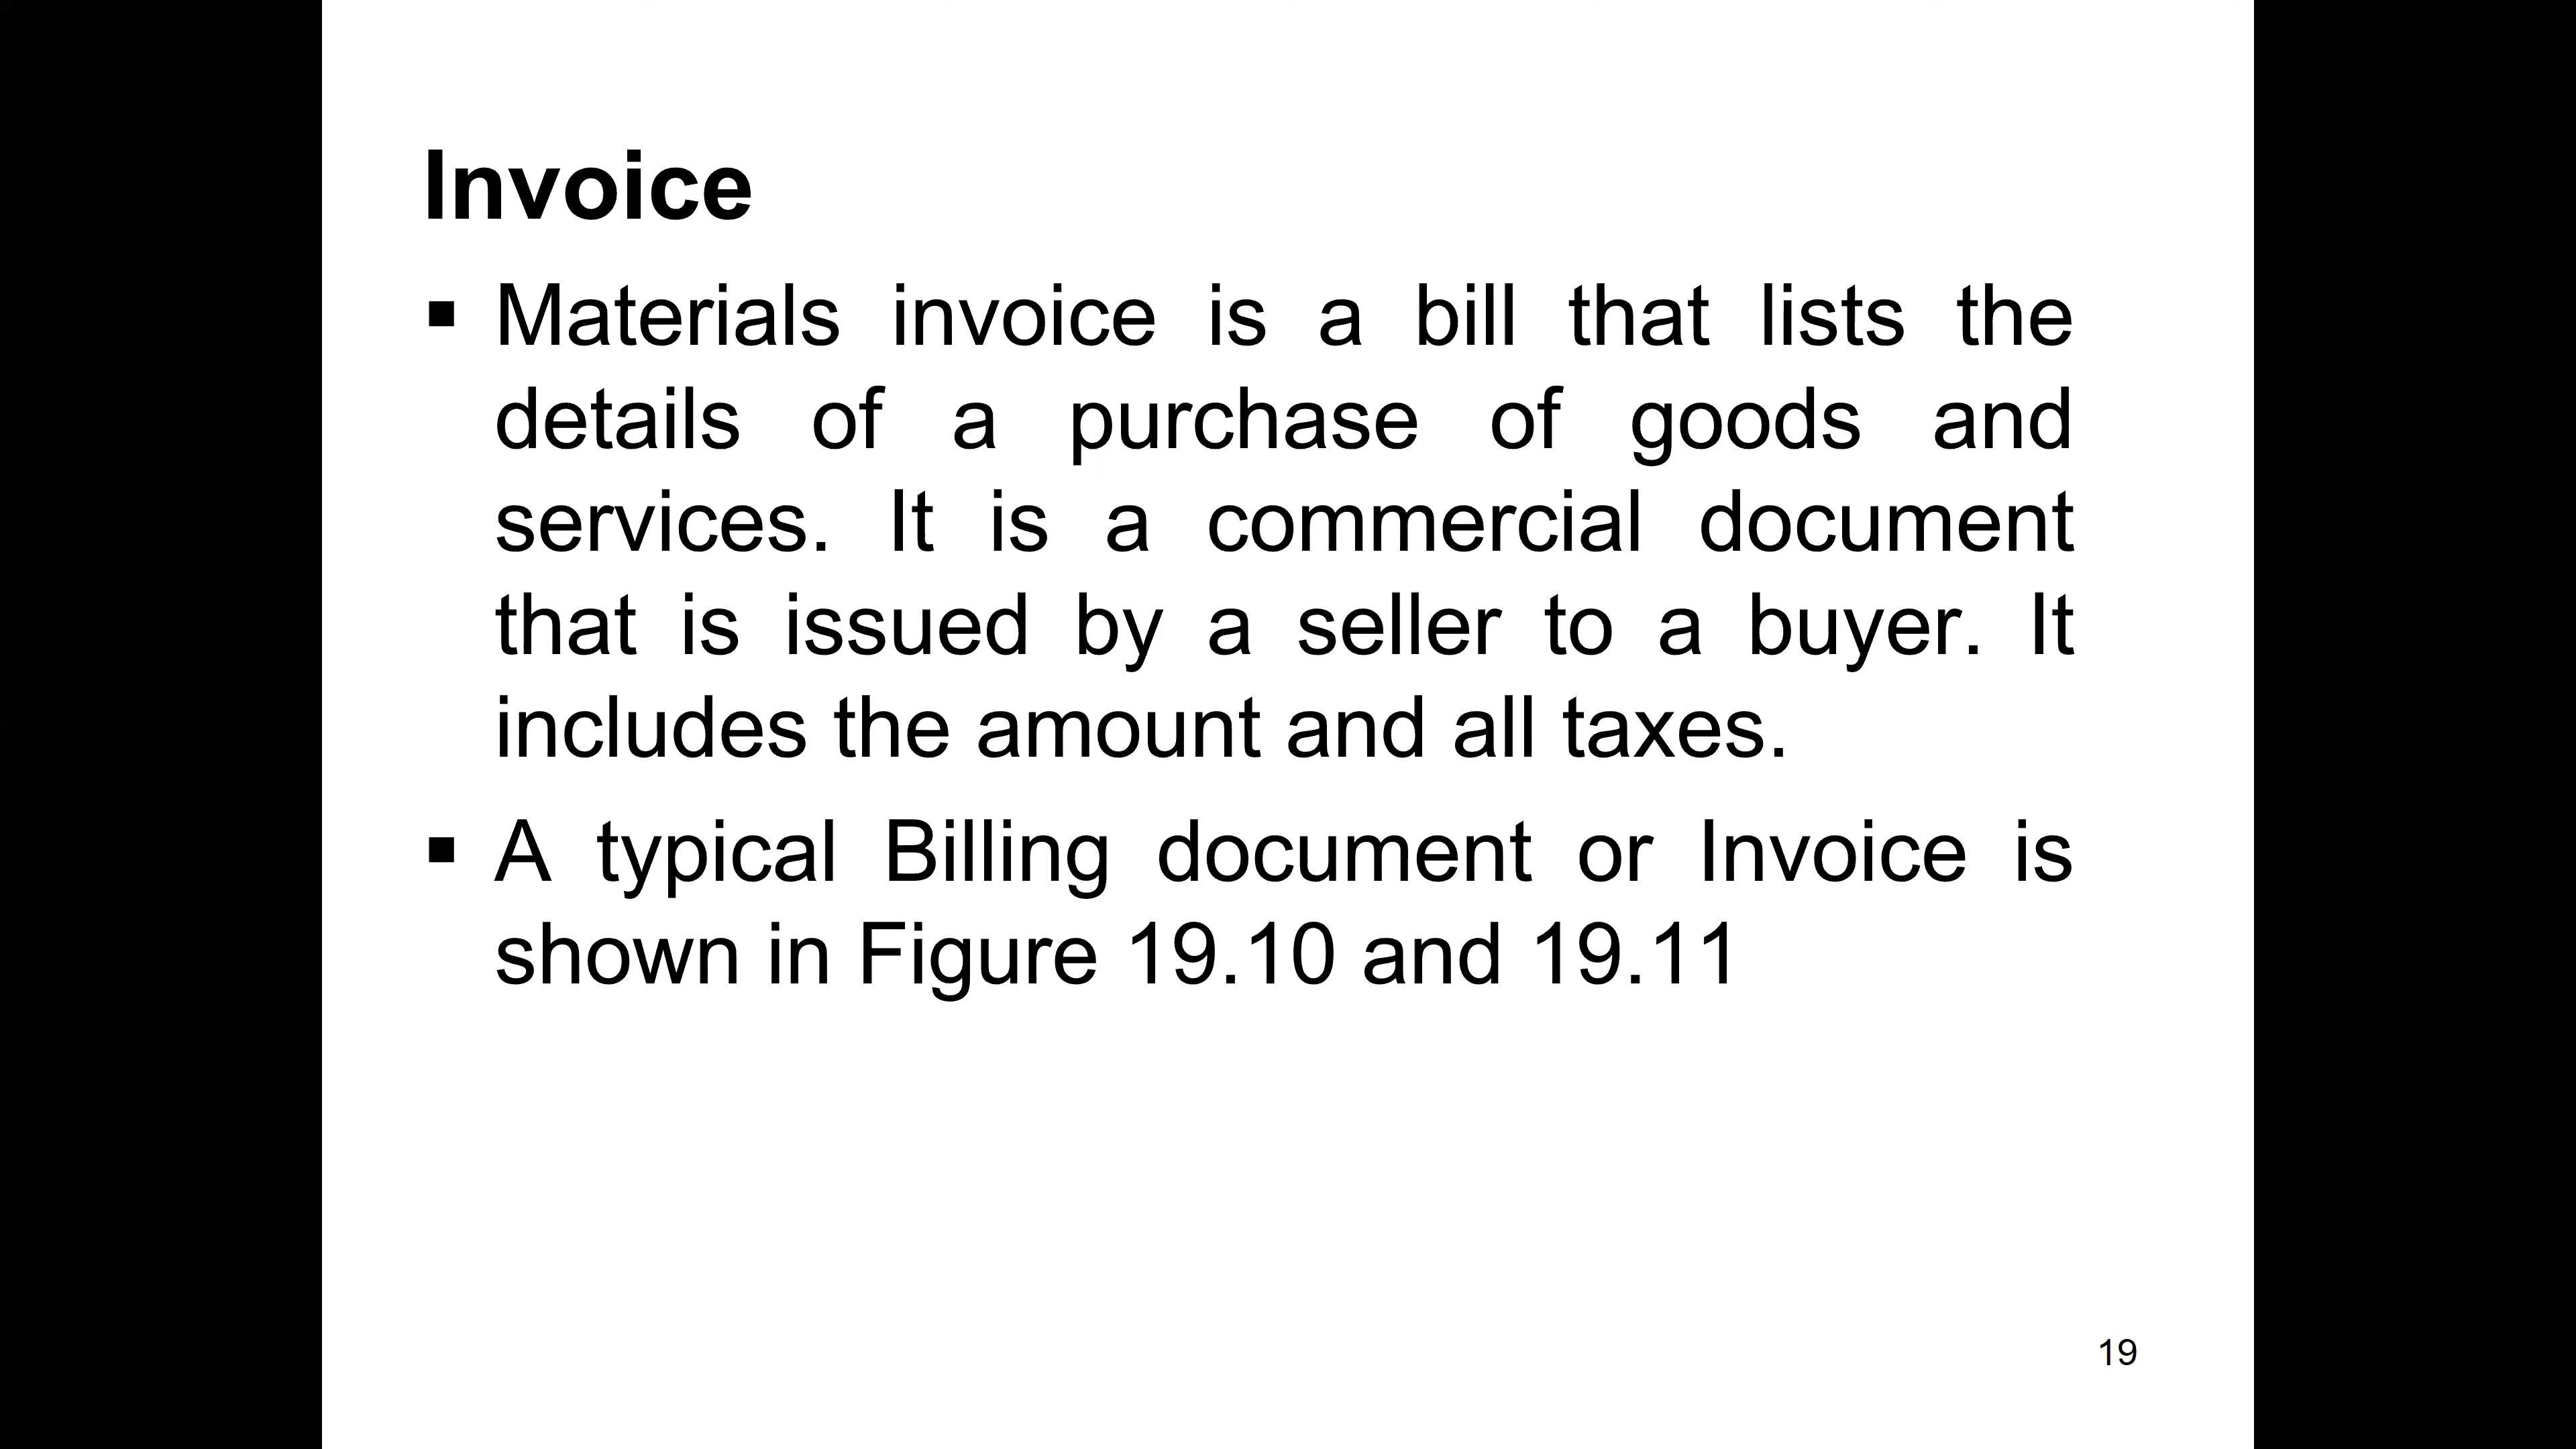 Invoice
▪ Materials invoice is a bill that lists the
details of a purchase of goods and
services. It is a commercial document
that is issued by a seller to a buyer. It
includes the amount and all taxes.
▪ A typical Billing document or Invoice is
shown in Figure 19.10 and 19.11
19